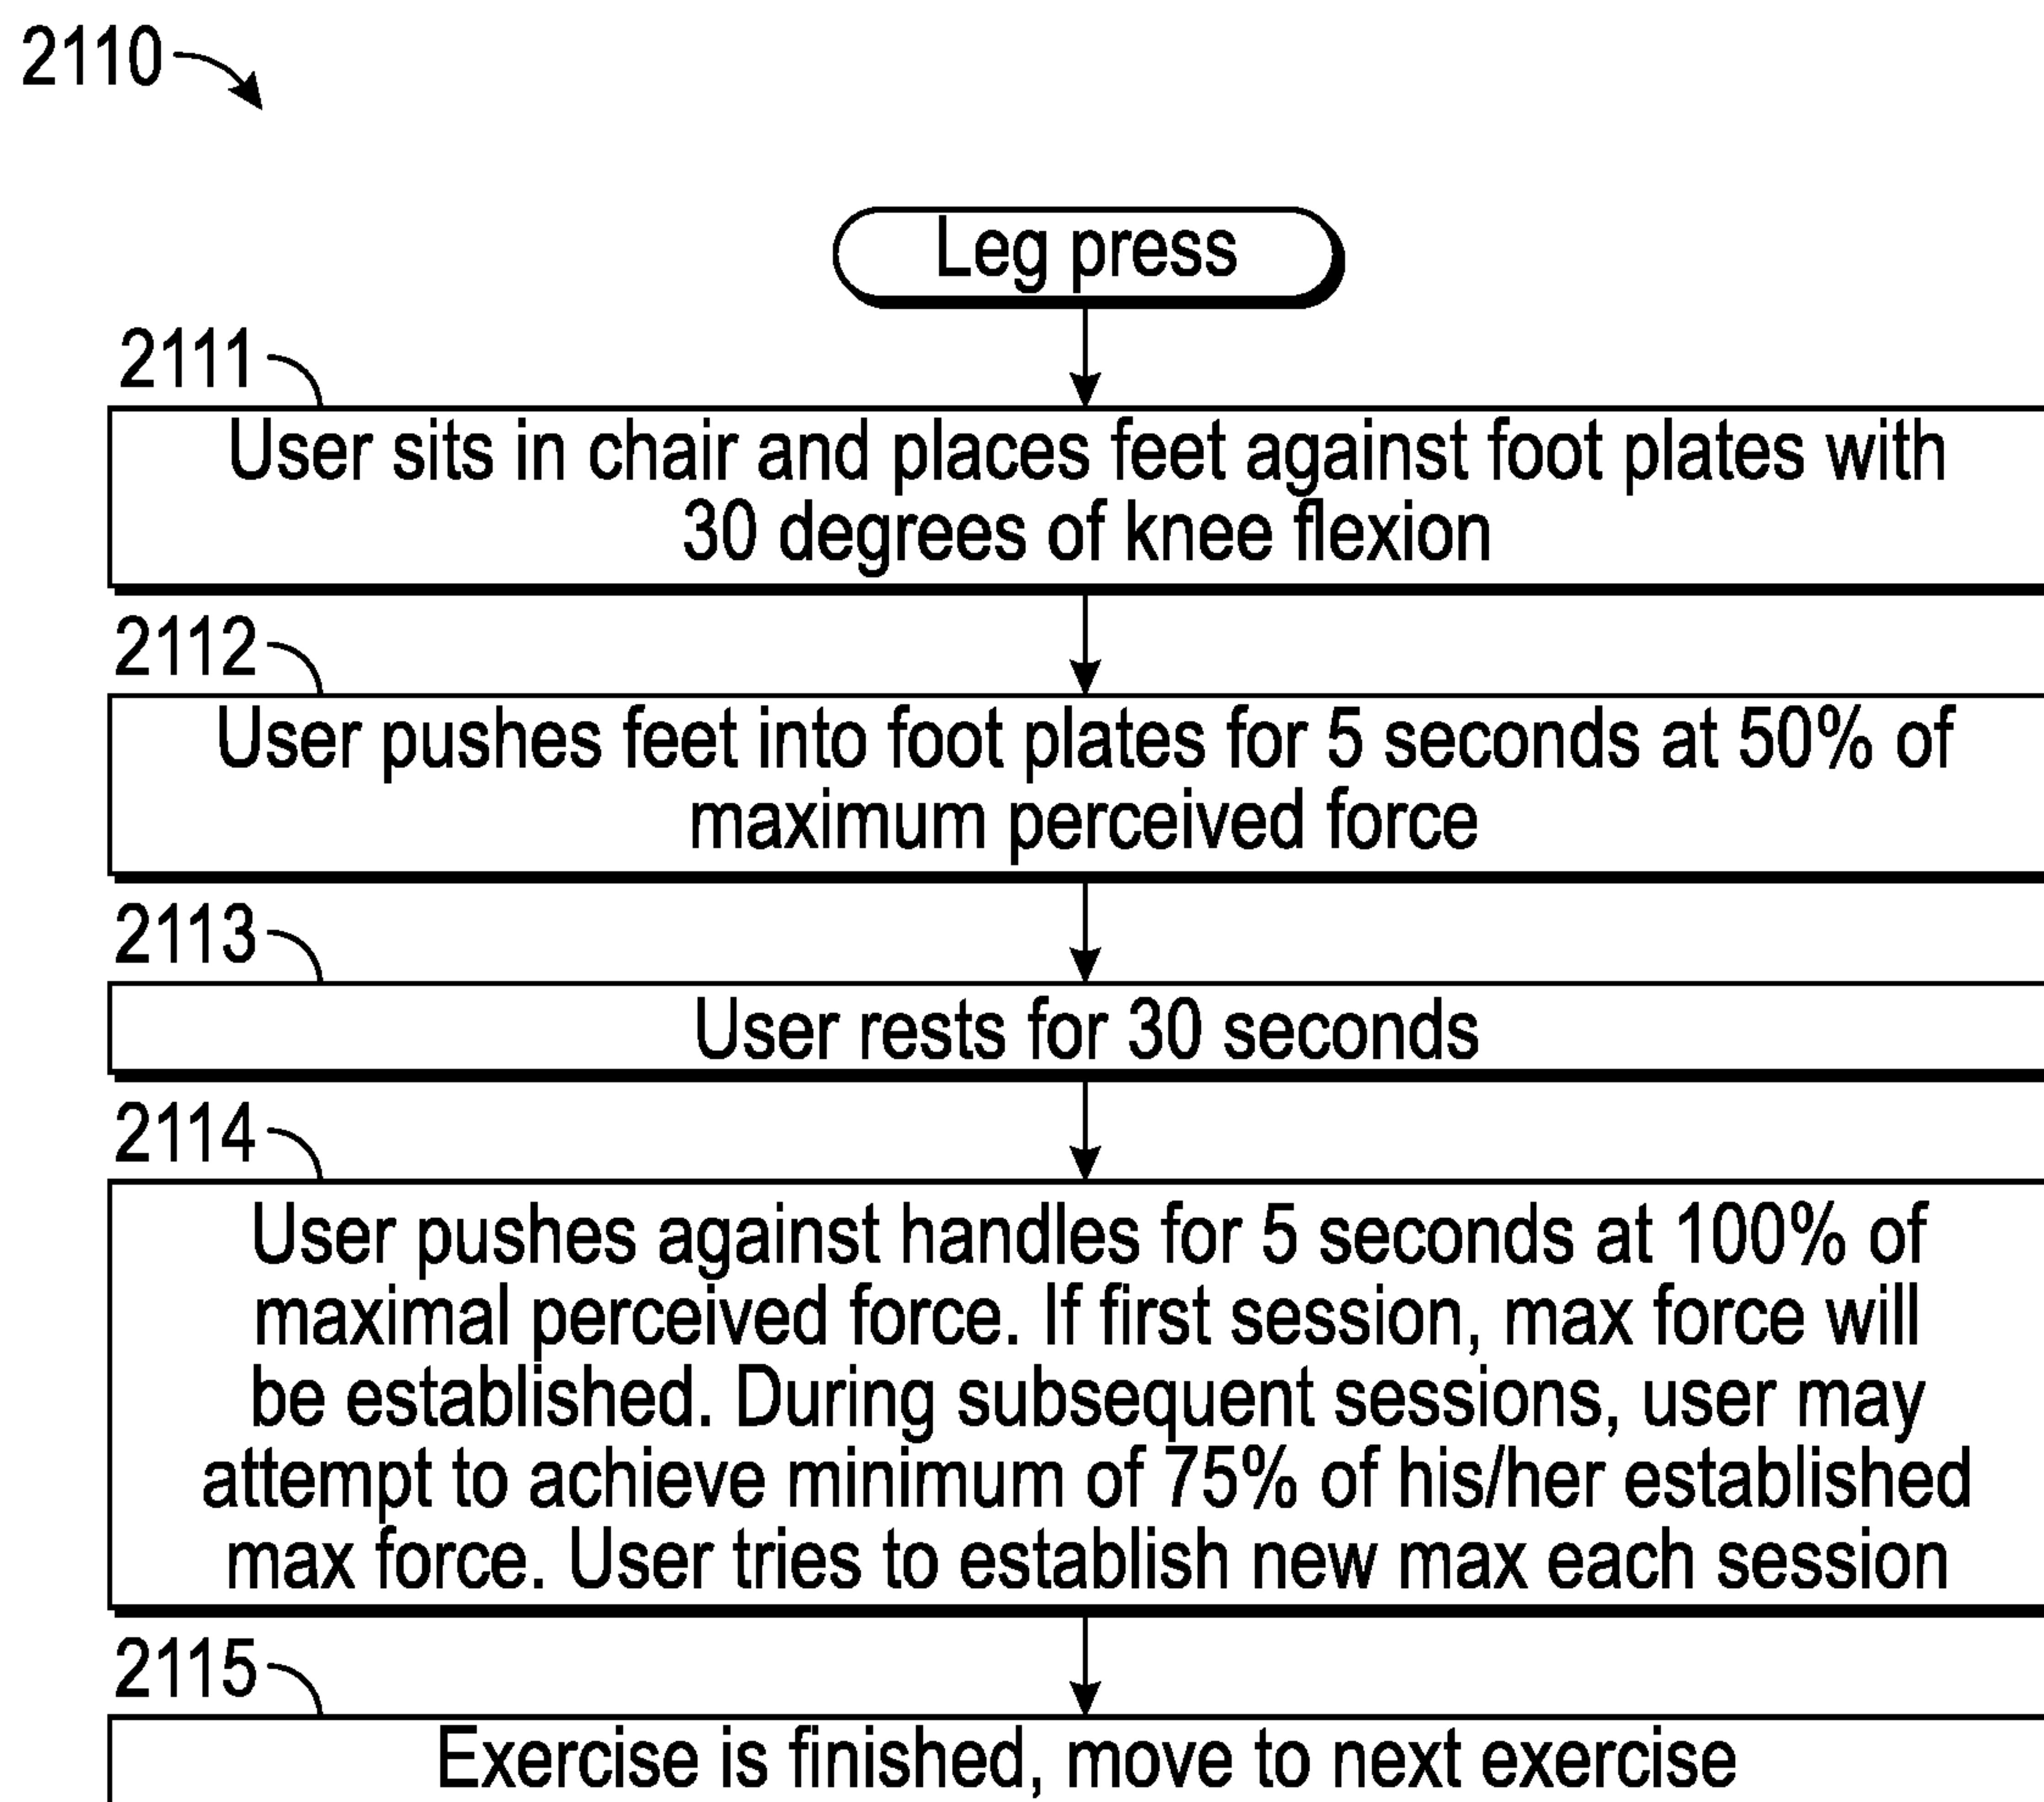 2110
Leg press
2111
User sits in chair and places feet against foot plates with
30 degrees of knee flexion
2112
User pushes feet into foot plates for 5 seconds at 50% of
maximum perceived force
2113
User rests for 30 seconds
2114
User pushes against handles for 5 seconds at 100% of
maximal perceived force. If first session, max force will
be established. During subsequent sessions, user may
attempt to achieve minimum of 75% of his/her established
max force. User tries to establish new max each session
2115
Exercise is finished, move to next exercise